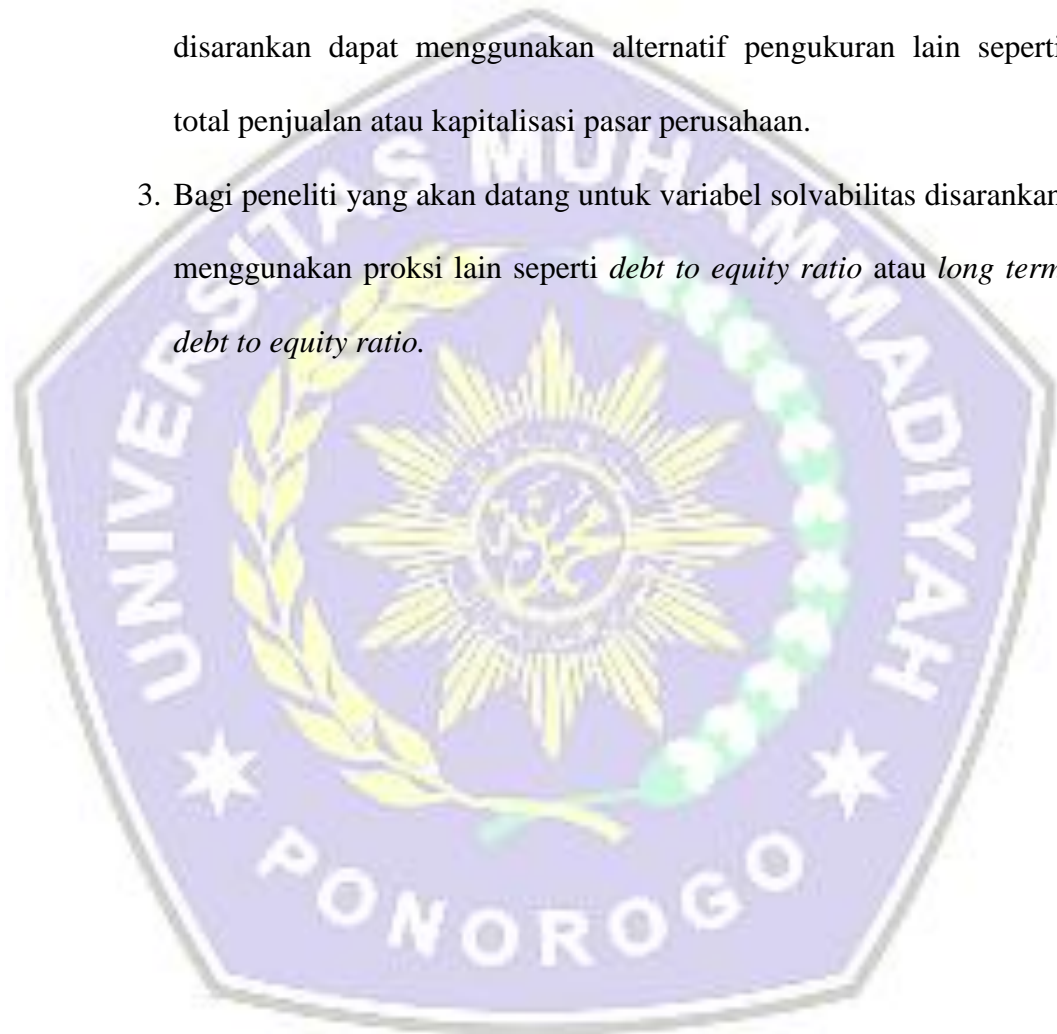 disarankan dapat menggunakan alternatif pengukuran lain seperti
total penjualan atau kapitalisasi pasar perusahaan.
3. Bagi peneliti yang akan datang untuk variabel solvabilitas disarankan
menggunakan proksi lain seperti debt to equity ratio atau long term
debt to equity ratio.
UNIVERSITAS MUHAMMADIYAH
PONOROGO